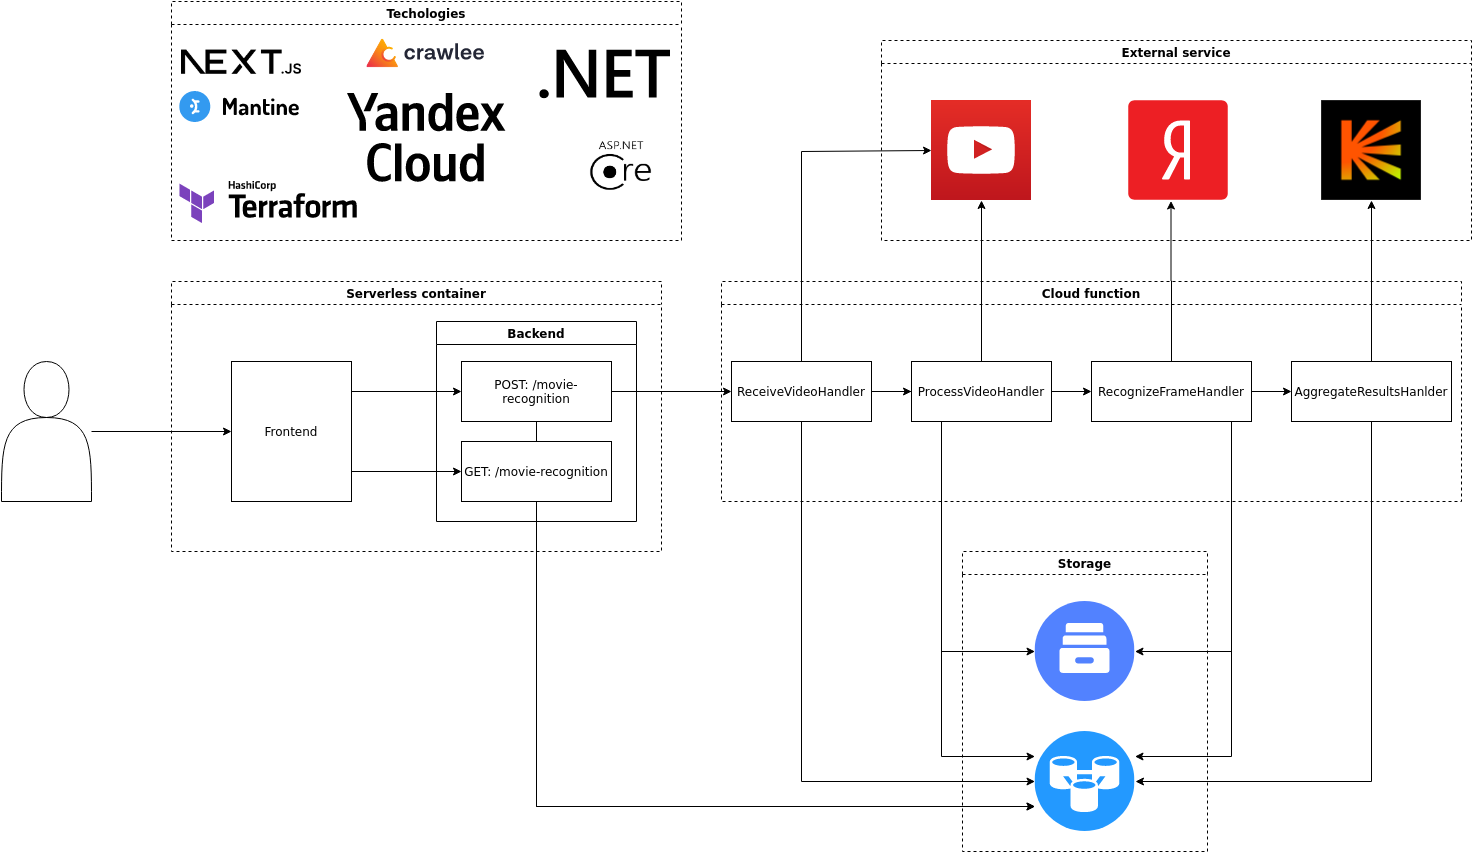 Techologies
NEXT.JS
crawlee
.NET
Mantine
Yandex
Cloud
ASP.NET
Core
HashiCorp
Terraform
External service
Я
Serverless container
Backend
Frontend
POST: /movie-
recognition
GET: /movie-recognition
Cloud function
ReceiveVideoHandler
ProcessVideoHandler
RecognizeFrameHandler
AggregateResultsHanlder
Storage